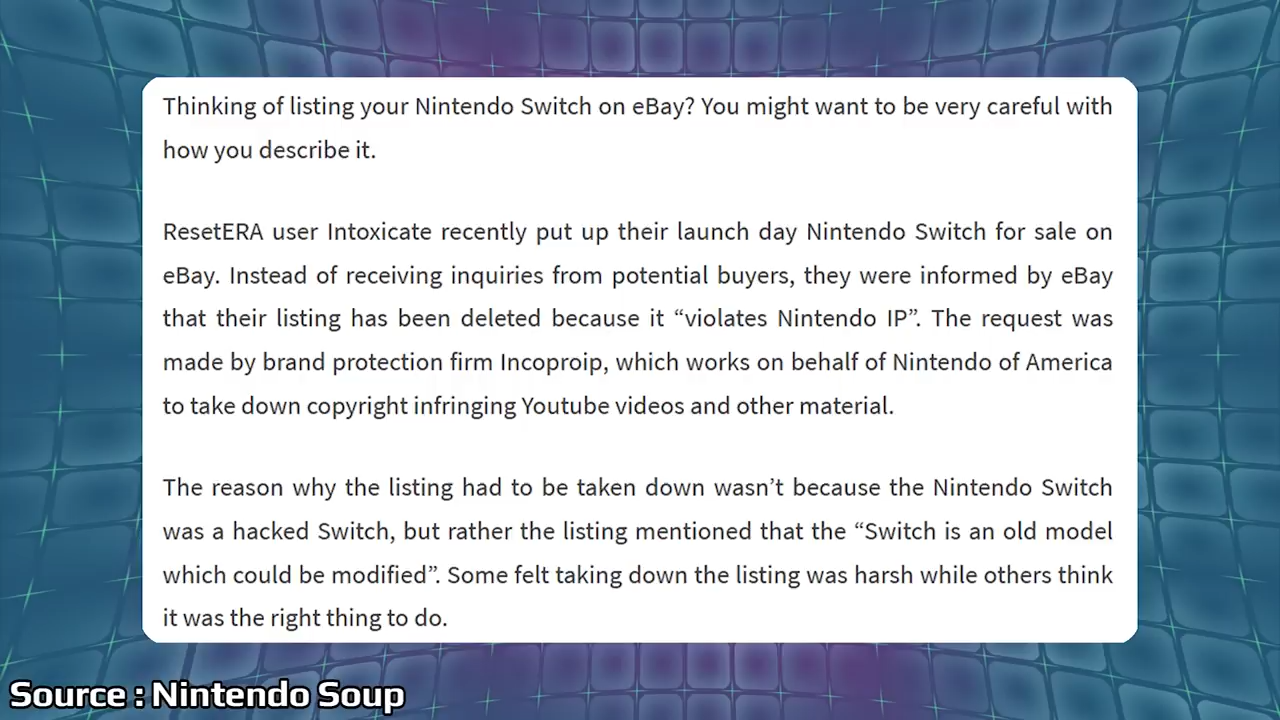 Thinking of listing your Nintendo Switch on eBay? You might want to be very careful with
how you describe it.
ResetERA user Intoxicate recently put up their launch day Nintendo Switch for sale on
eBay. Instead of receiving inquiries from potential buyers, they were informed by eBay
that their listing has been deleted because it “violates Nintendo IP”. The request was
made by brand protection firm Incoproip, which works on behalf of Nintendo of America
to take down copyright infringing Youtube videos and other material.
The reason why the listing had to be taken down wasn’t because the Nintendo Switch
was a hacked Switch, but rather the listing mentioned that the “Switch is an old model
which could be modified”. Some felt taking down the listing was harsh while others think
it was the right thing to do.
Source : Nintendo Soup